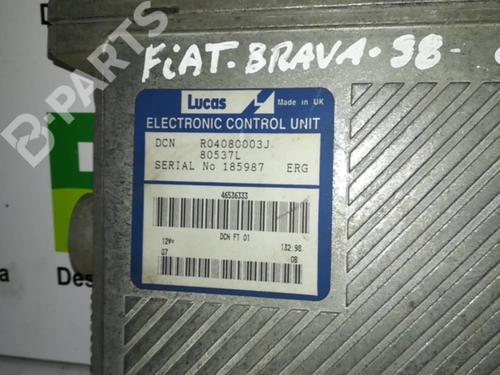 B-PARTS
FiAT-BRAVA-98-
Lucas
Made in UK
ELECTRONIC CONTROL UNIT
DCN R04080003J
80537L
SERIAL No 185987 ERG
46536333
DCN FT 01
12V= 132.98
07 08
Des